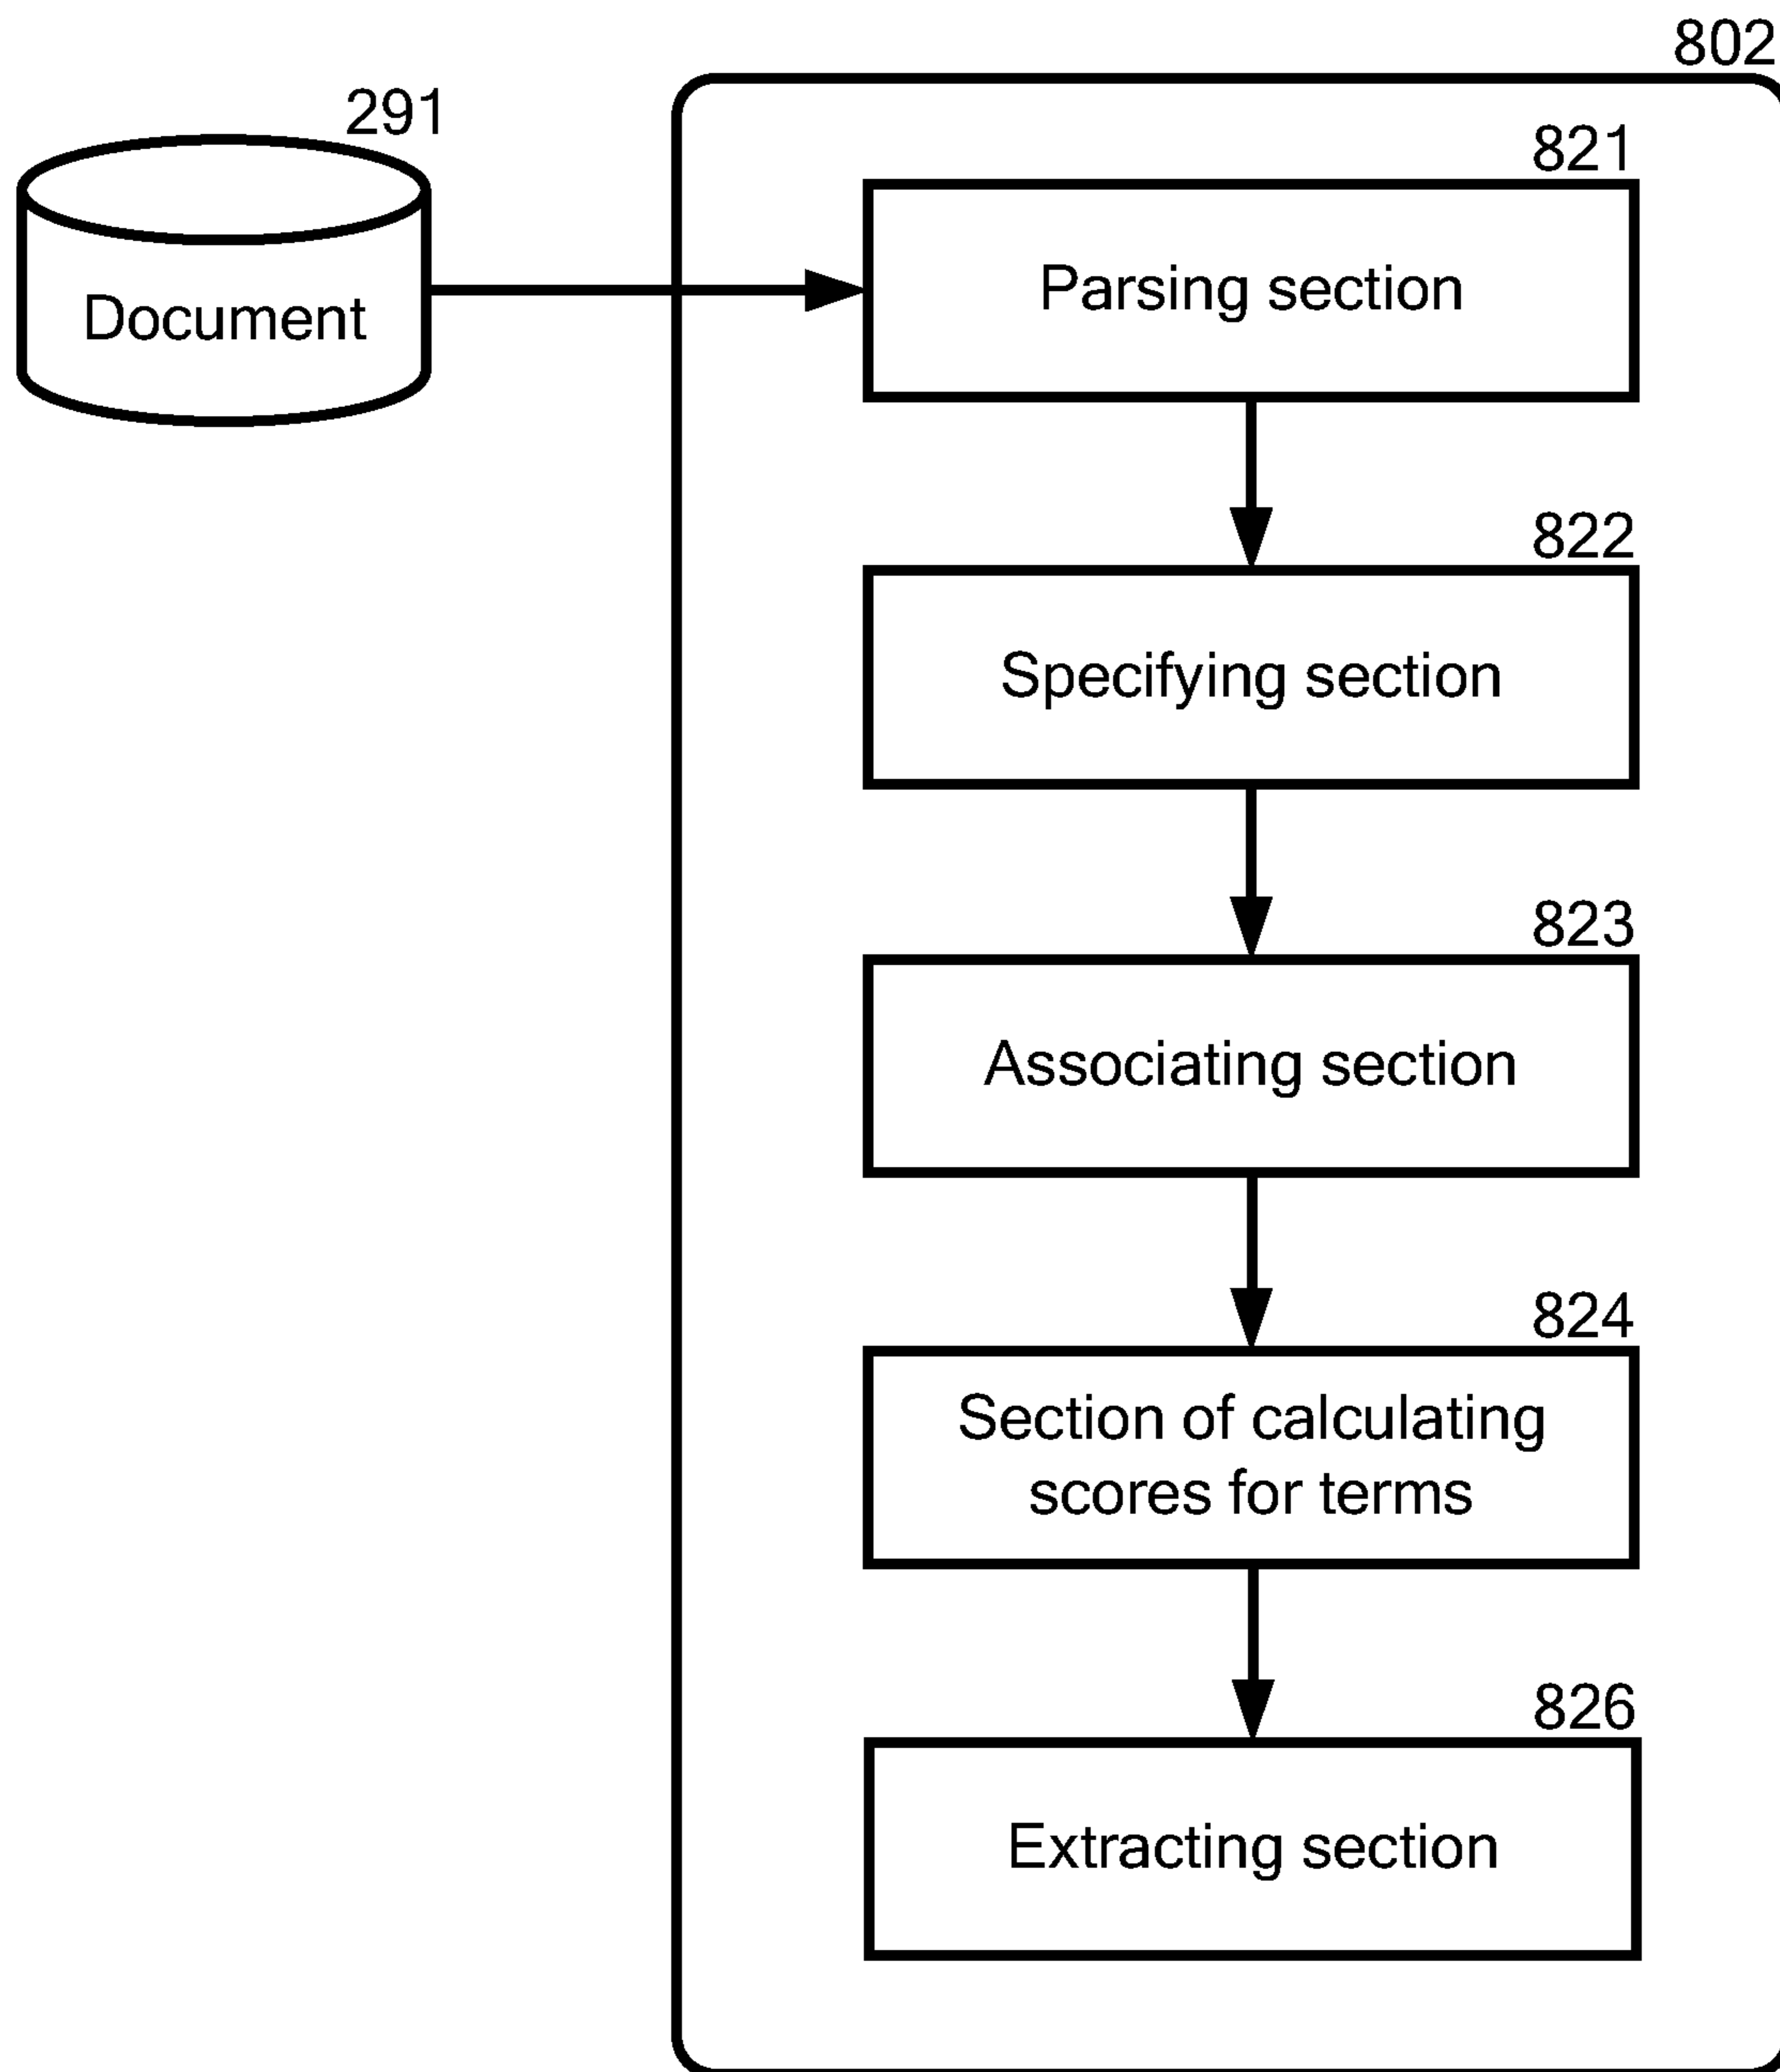 802
291
Document
821
Parsing section
822
Specifying section
823
Associating section
824
Section of calculating
scores for terms
826
Extracting section